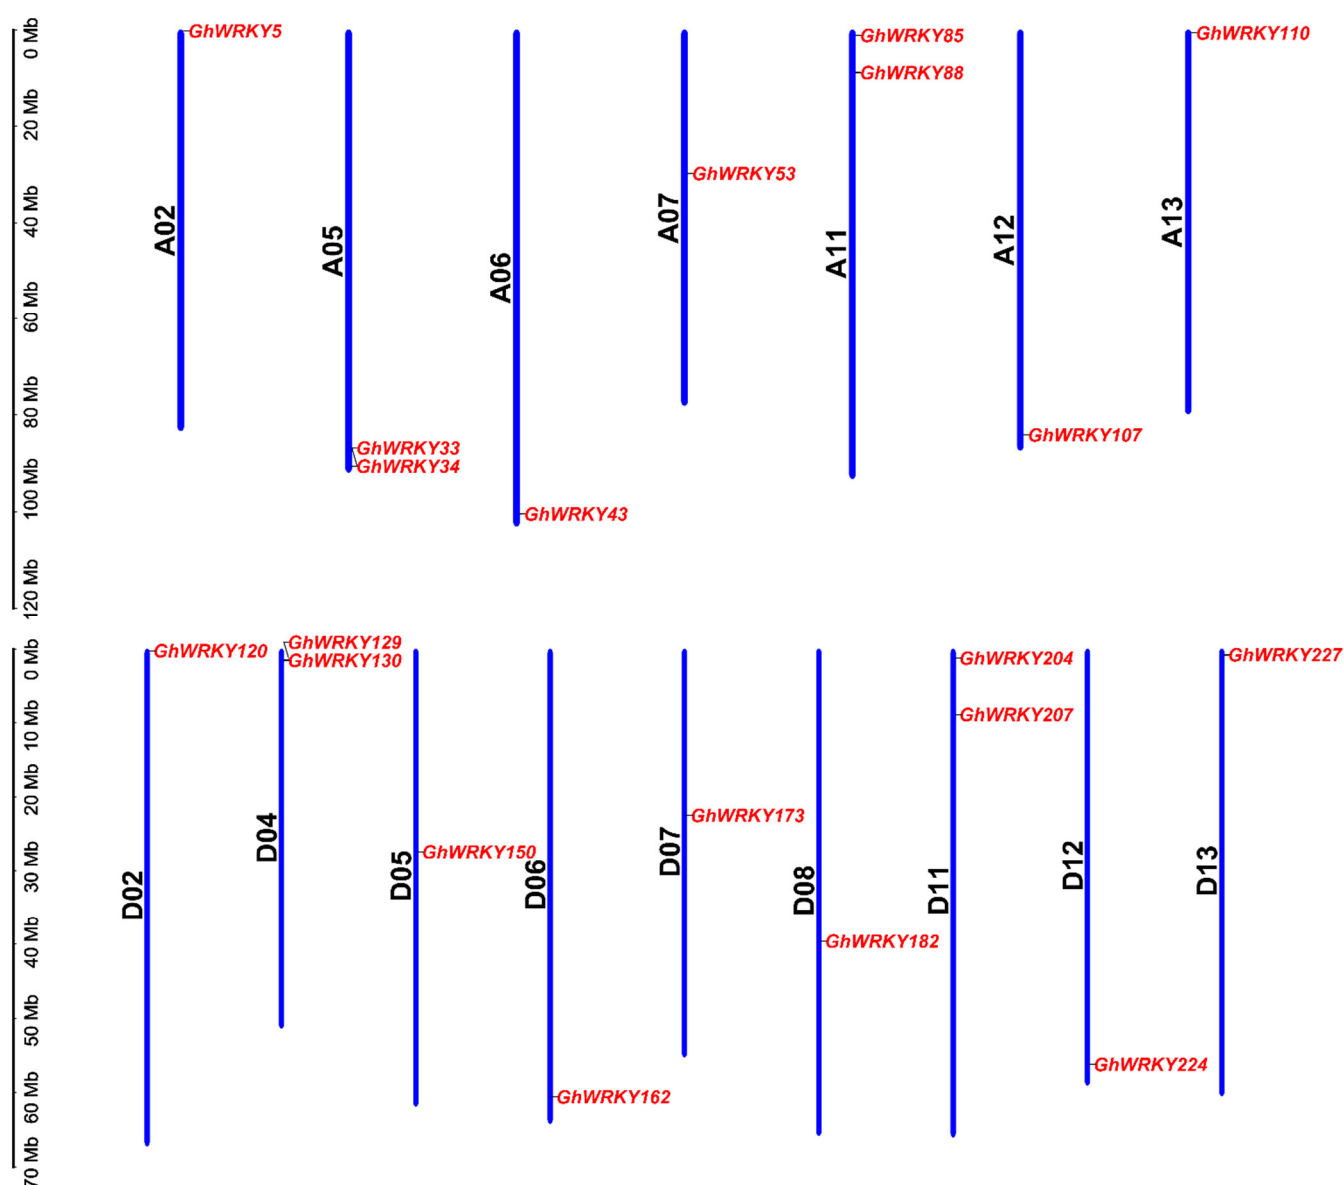 0 Mb
20 Mb
40 Mb
60 Mb
80 Mb
100 Mb
120 Mb
A02
GhWRKY5
A05
GhWRKY33
GhWRKY34
A06
GhWRKY43
A07
GhWRKY53
A11
GhWRKY85
GhWRKY88
A12
GhWRKY107
A13
GhWRKY110
0 Mb
10 Mb
20 Mb
30 Mb
40 Mb
50 Mb
60 Mb
70 Mb
D02
GhWRKY120
D04
GhWRKY129
GhWRKY130
D05
GhWRKY150
D06
GhWRKY162
D07
GhWRKY173
D08
GhWRKY182
D11
GhWRKY204
GhWRKY207
D12
GhWRKY224
D13
GhWRKY227